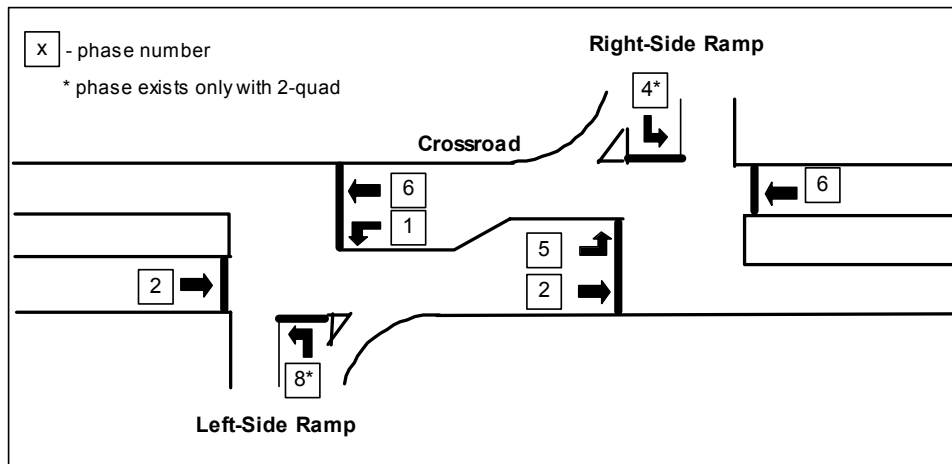 x - phase number
* phase exists only with 2-quad
Right-Side Ramp
4*
Crossroad
6
6
1
5
2
2
8*
Left-Side Ramp